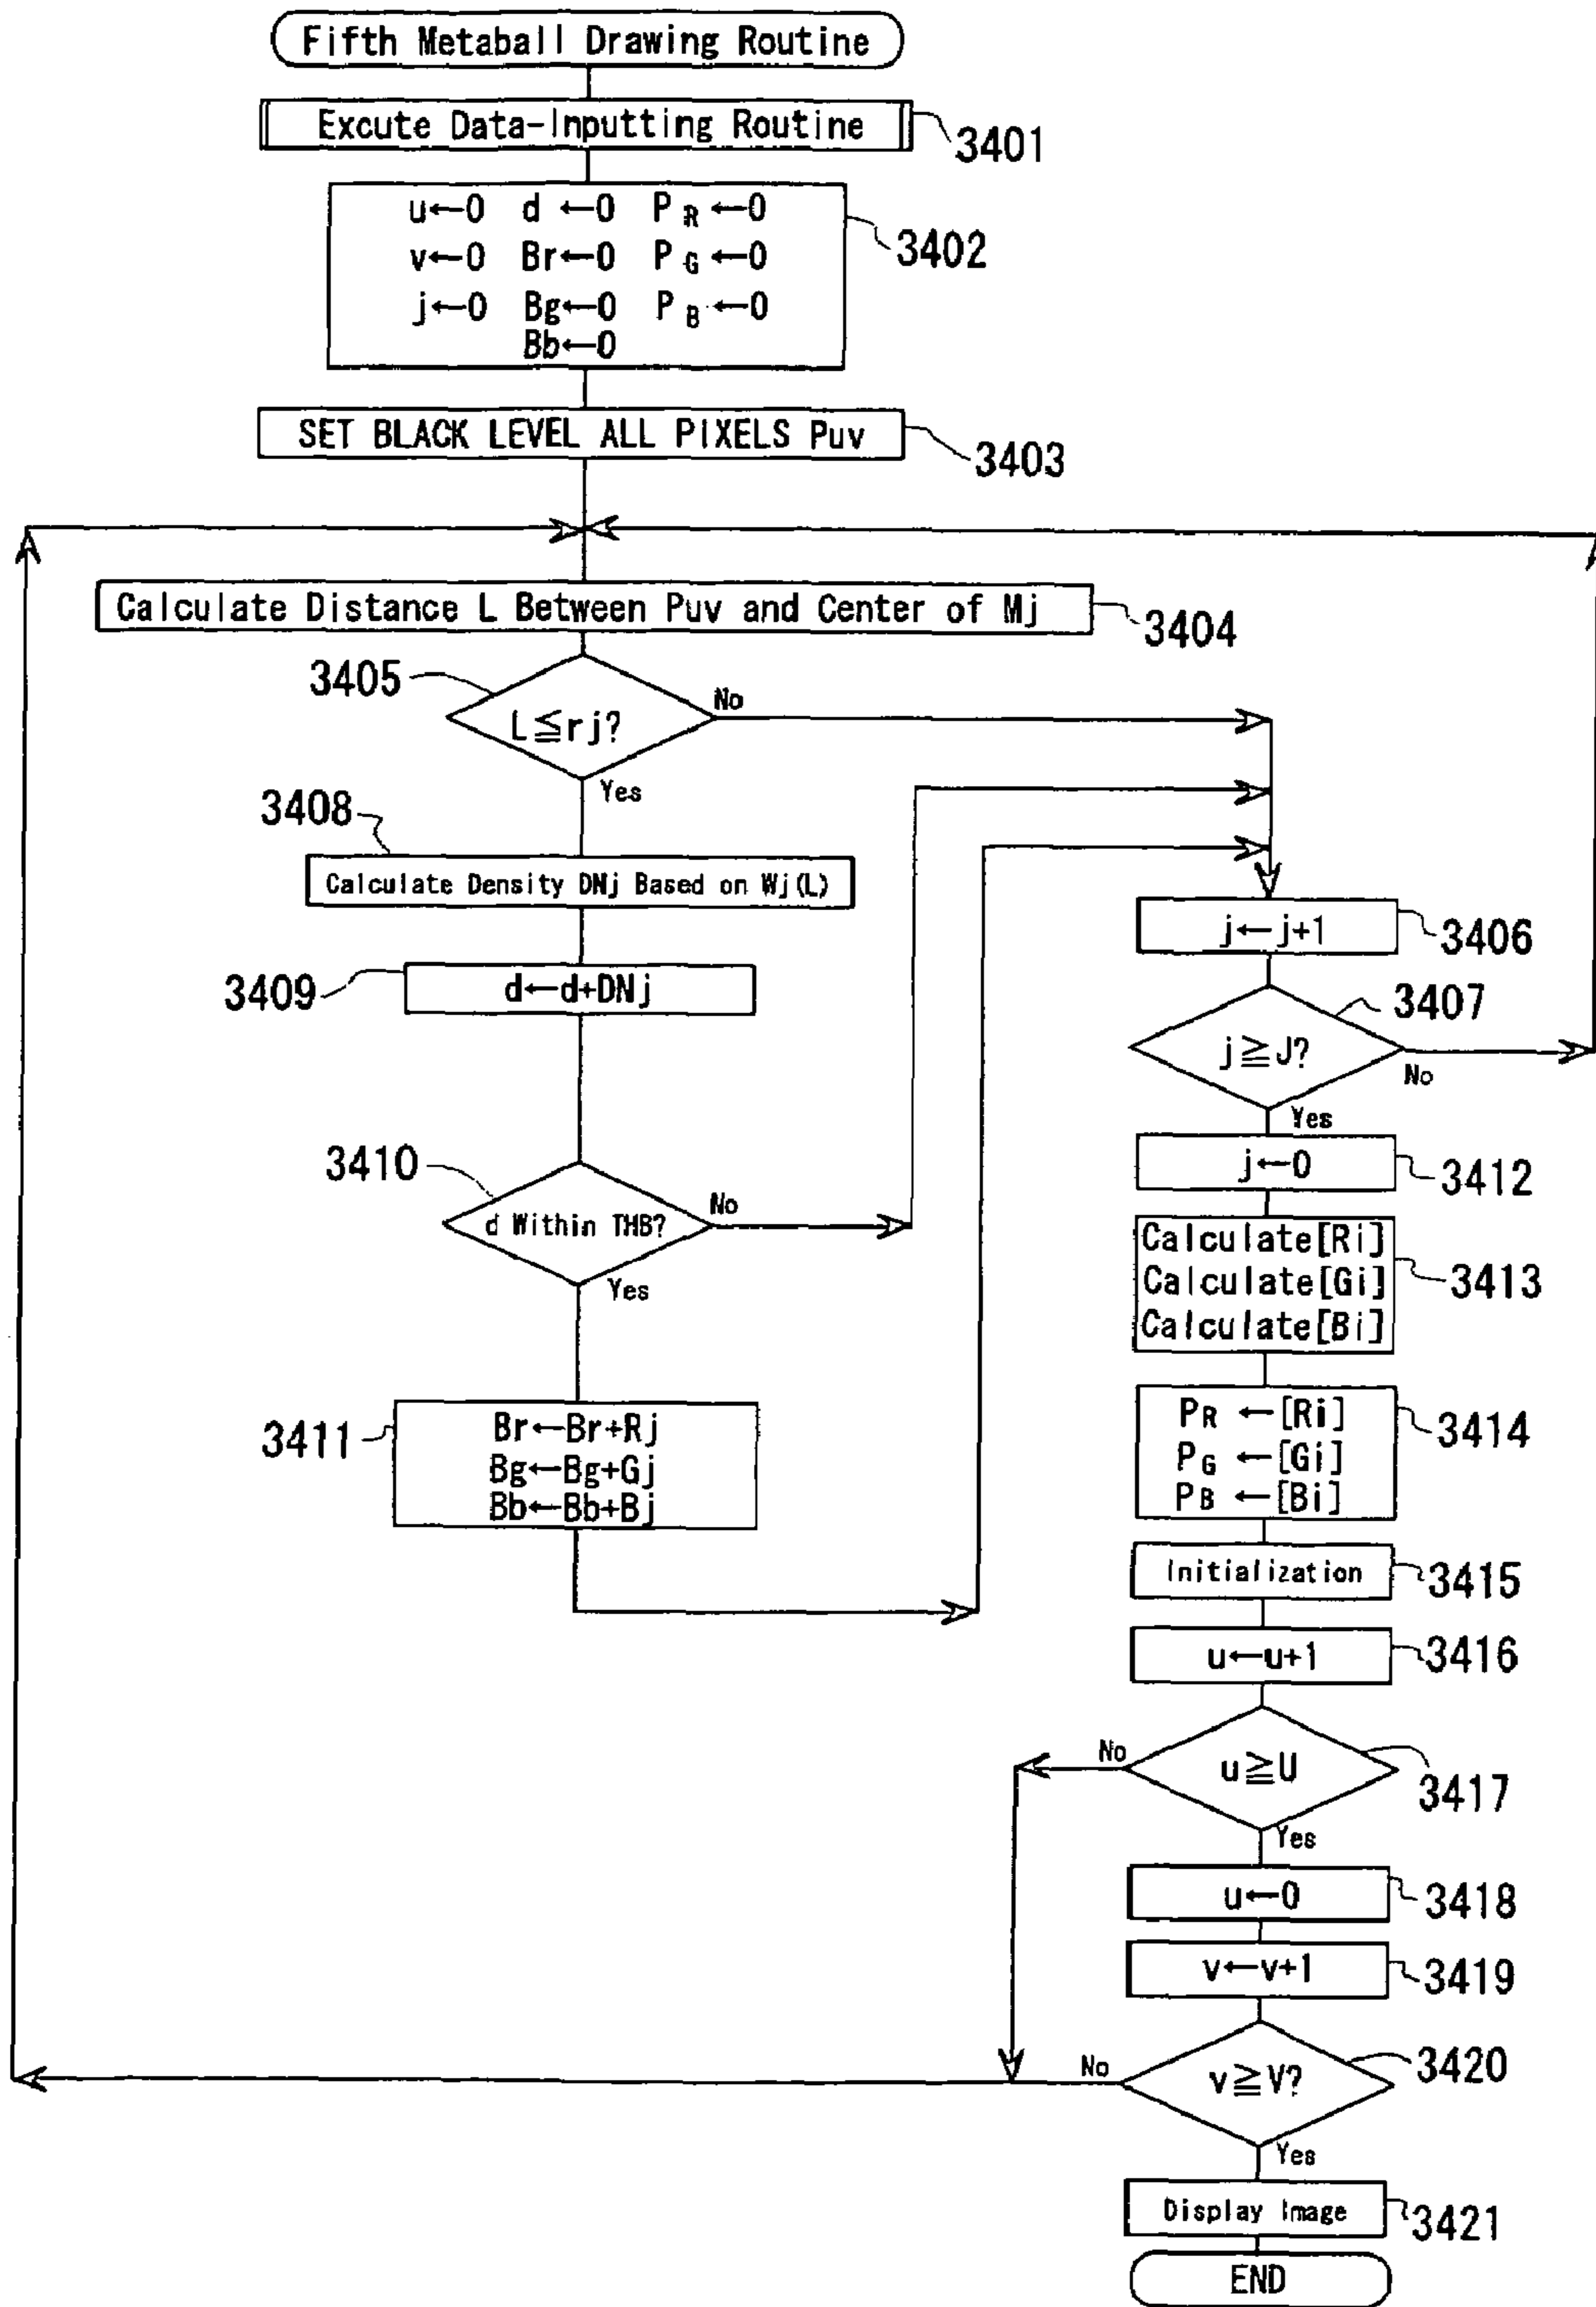 Fifth Metaball Drawing Routine
Excute Data-Inputting Routine
3401
u←0 d ←0 PR ←0
v←0 Br←0 PG ←0
j←0 Bg←0 PB ←0
Bb←0
3402
SET BLACK LEVEL ALL PIXELS Puv
3403
Calculate Distance L Between Puv and Center of Mj
3404
3405
L≦rj?
No
Yes
3408
Calculate Density DNj Based on Wj(L)
3409
d←d+DNj
3410
d Within THB?
No
Yes
3411
Br←Br+Rj
Bg←Bg+Gj
Bb←Bb+Bj
j←j+1
3406
3407
j≧J?
No
Yes
j←0
3412
Calculate[Ri]
Calculate[Gi]
Calculate[Bi]
3413
PR ←[Ri]
PG ←[Gi]
PB ←[Bi]
3414
Initialization
3415
u←u+1
3416
No
u≧U
3417
Yes
u←0
3418
v←v+1
3419
No
v≧V?
3420
Yes
Display Image
3421
END